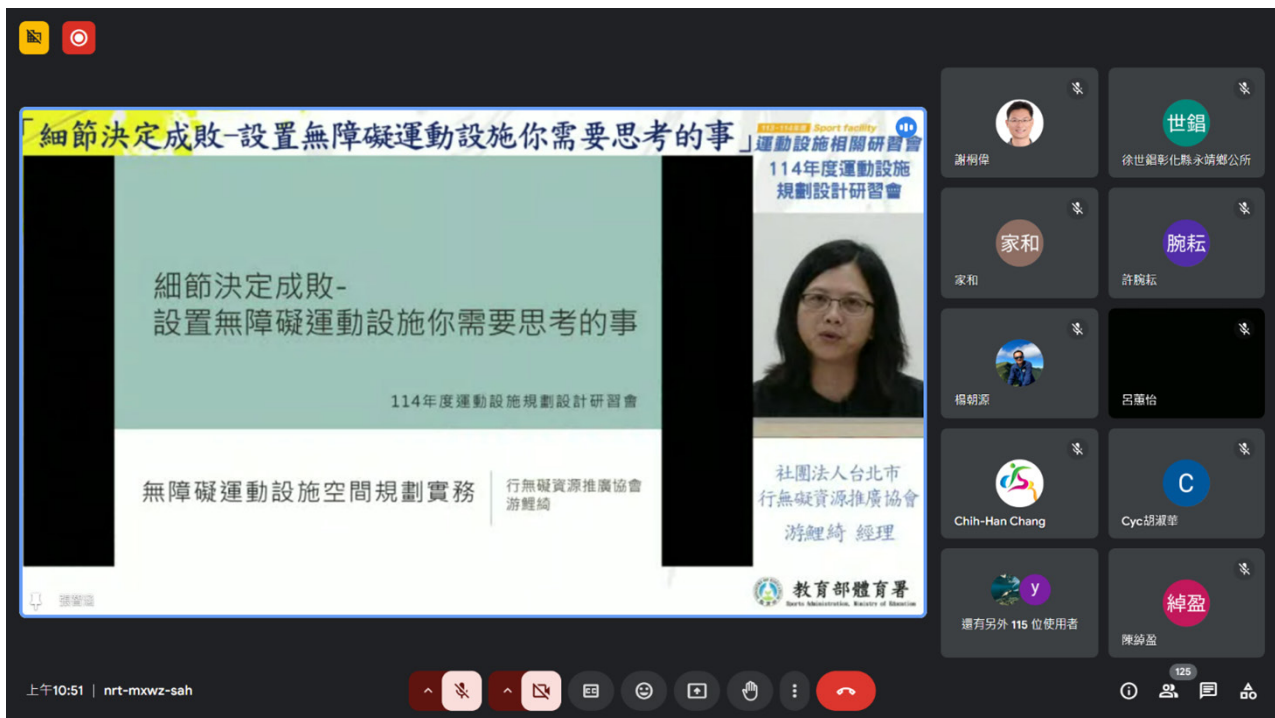 「細節決定成敗-設置無障礙運動設施你需要思考的事」
113-114年度 Sport facility
運動設施相關研習會
114年度運動設施
規劃設計研習會
細節決定成敗-
設置無障礙運動設施你需要思考的事
114年度運動設施規劃設計研習會
無障礙運動設施空間規劃實務
行無礙資源推廣協會
游鯉綺
社團法人台北市
行無礙資源推廣協會
游鯉綺 經理
教育部體育署
Sports Administration, Ministry of Education
謝桐偉
世錩
徐世錩彰化縣永靖鄉公所
家和
家和
腕耘
許腕耘
楊朝源
呂蕙怡
Chih-Han Chang
C
Cyc胡淑華
y
還有另外 115 位使用者
綽盈
陳綽盈
上午10:51 | nrt-mxwz-sah
125